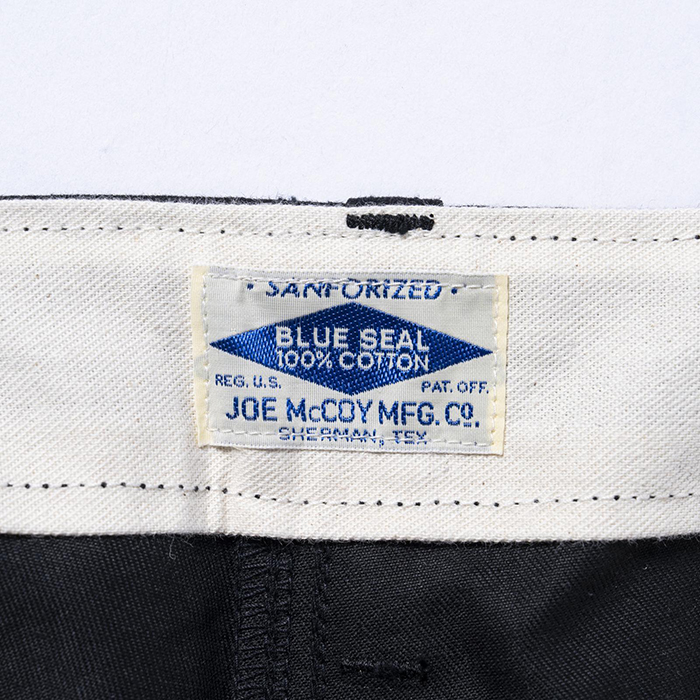 • SANFORIZED •
BLUE SEAL
100% COTTON
REG. U.S. PAT. OFF.
JOE McCOY MFG. Co.
SHERMAN, TEX